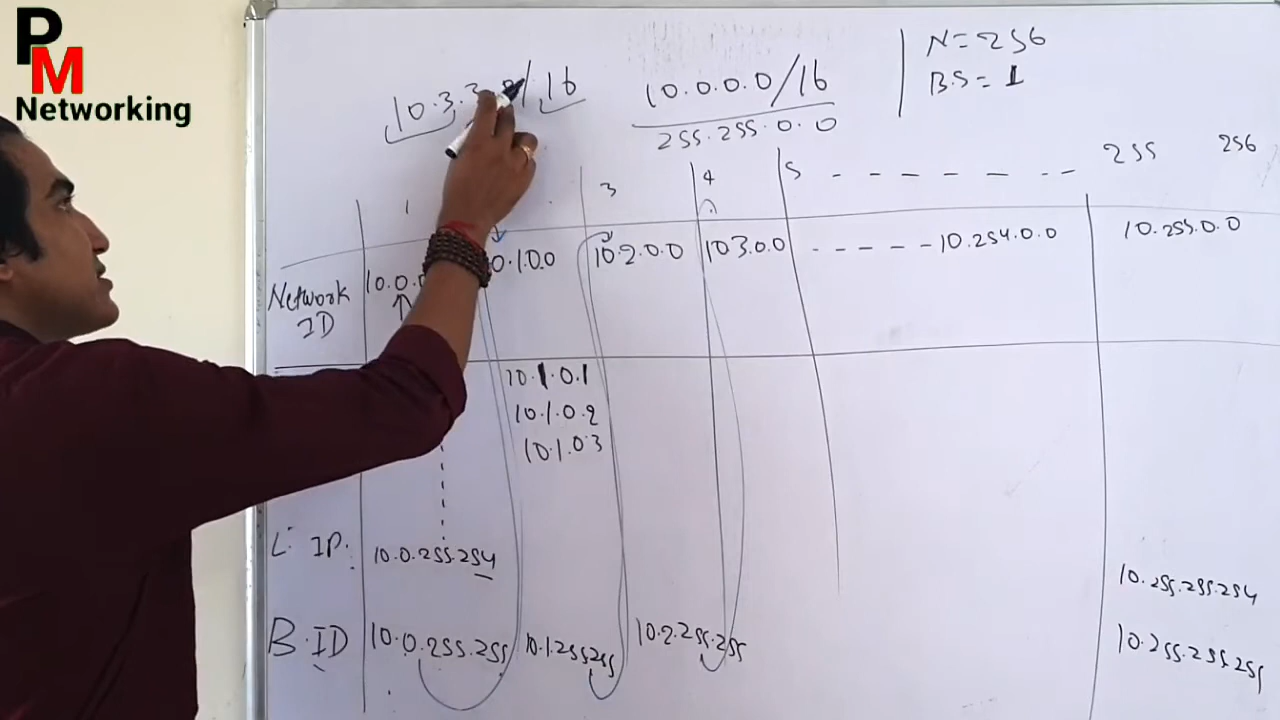 PM
Networking
10.3.3. / 16
10.0.0.0/16
255.255.0.0
N=256
B.S= 1
1 3 4 5 - - - - - - - 255 256
Network ID
10.0. 0.1.0.0 10.2.0.0 103.0.0 - - - - - 10.254.0.0 10.255.0.0
10.1.0.1
10.1.0.2
10.1.0.3
L. IP. 10.0.255.254 10.255.255.254
B.ID 10.0.255.255 10.1.255255 10.2.255.255 10.255.255.255